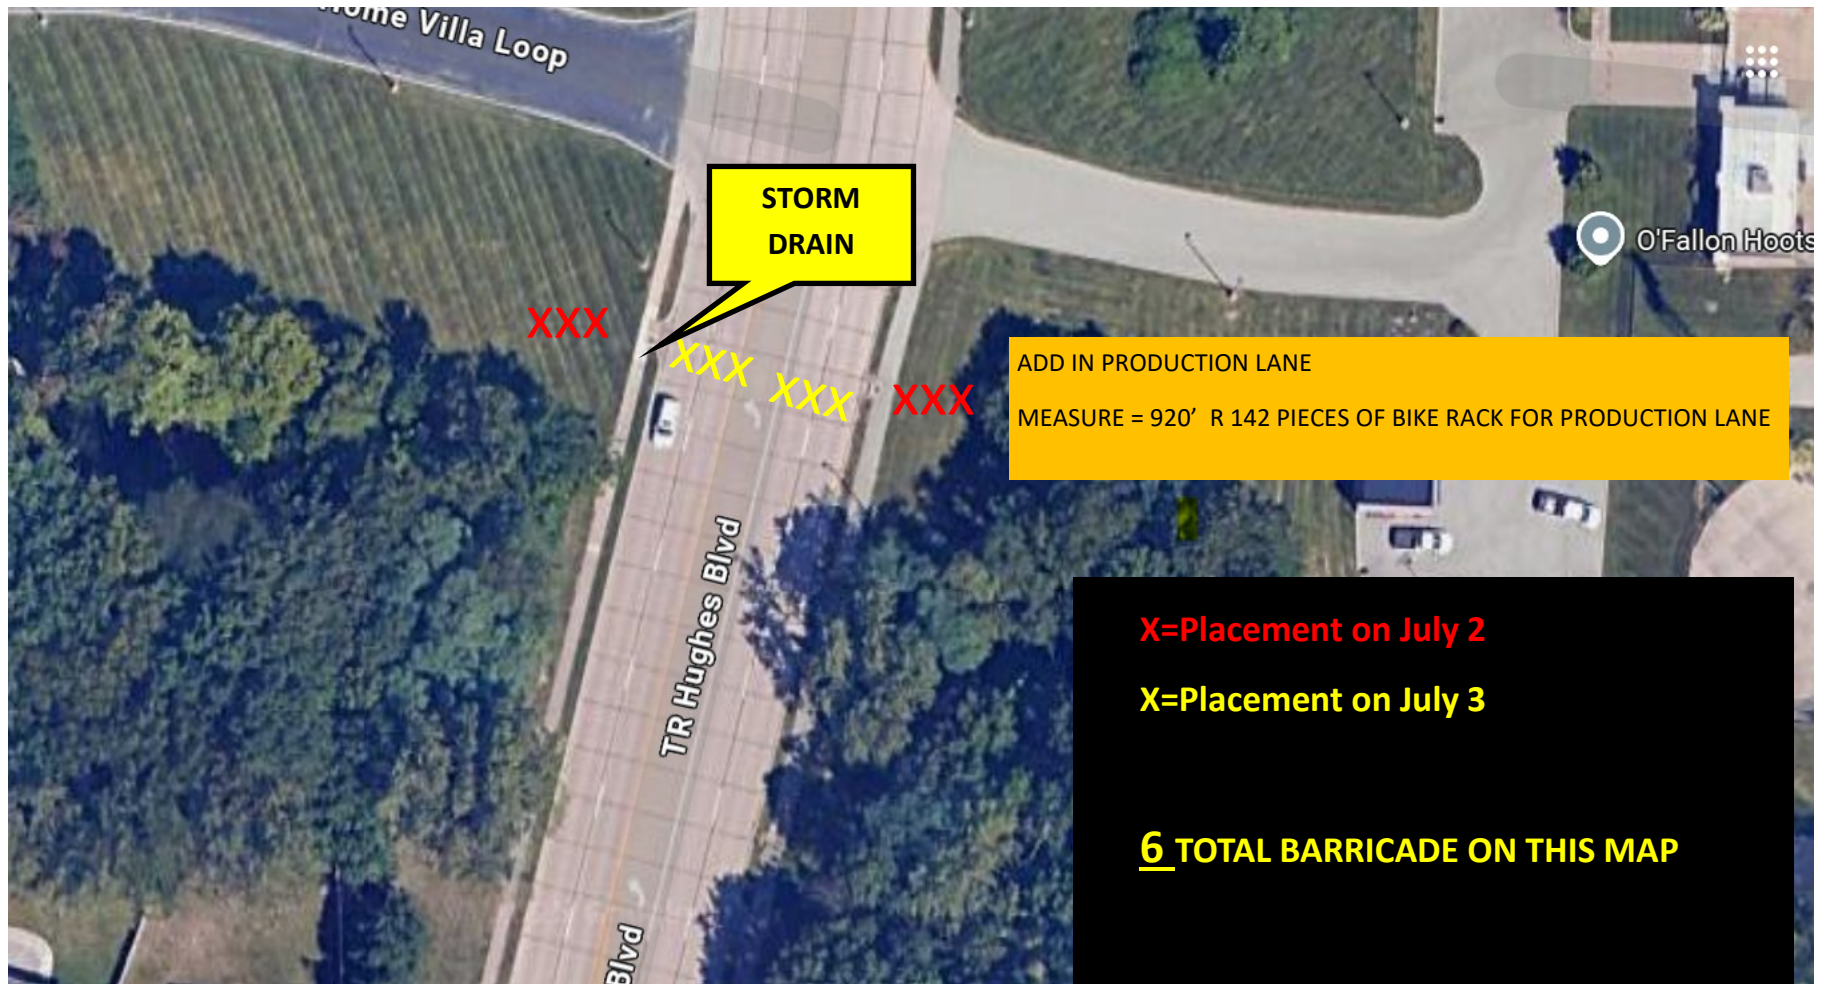 Home Villa Loop
STORM
DRAIN
O'Fallon Hoots
XXX
XXX XXX
XXX
ADD IN PRODUCTION LANE
MEASURE = 920’ R 142 PIECES OF BIKE RACK FOR PRODUCTION LANE
TR Hughes Blvd
X=Placement on July 2
X=Placement on July 3
6 TOTAL BARRICADE ON THIS MAP
Blvd